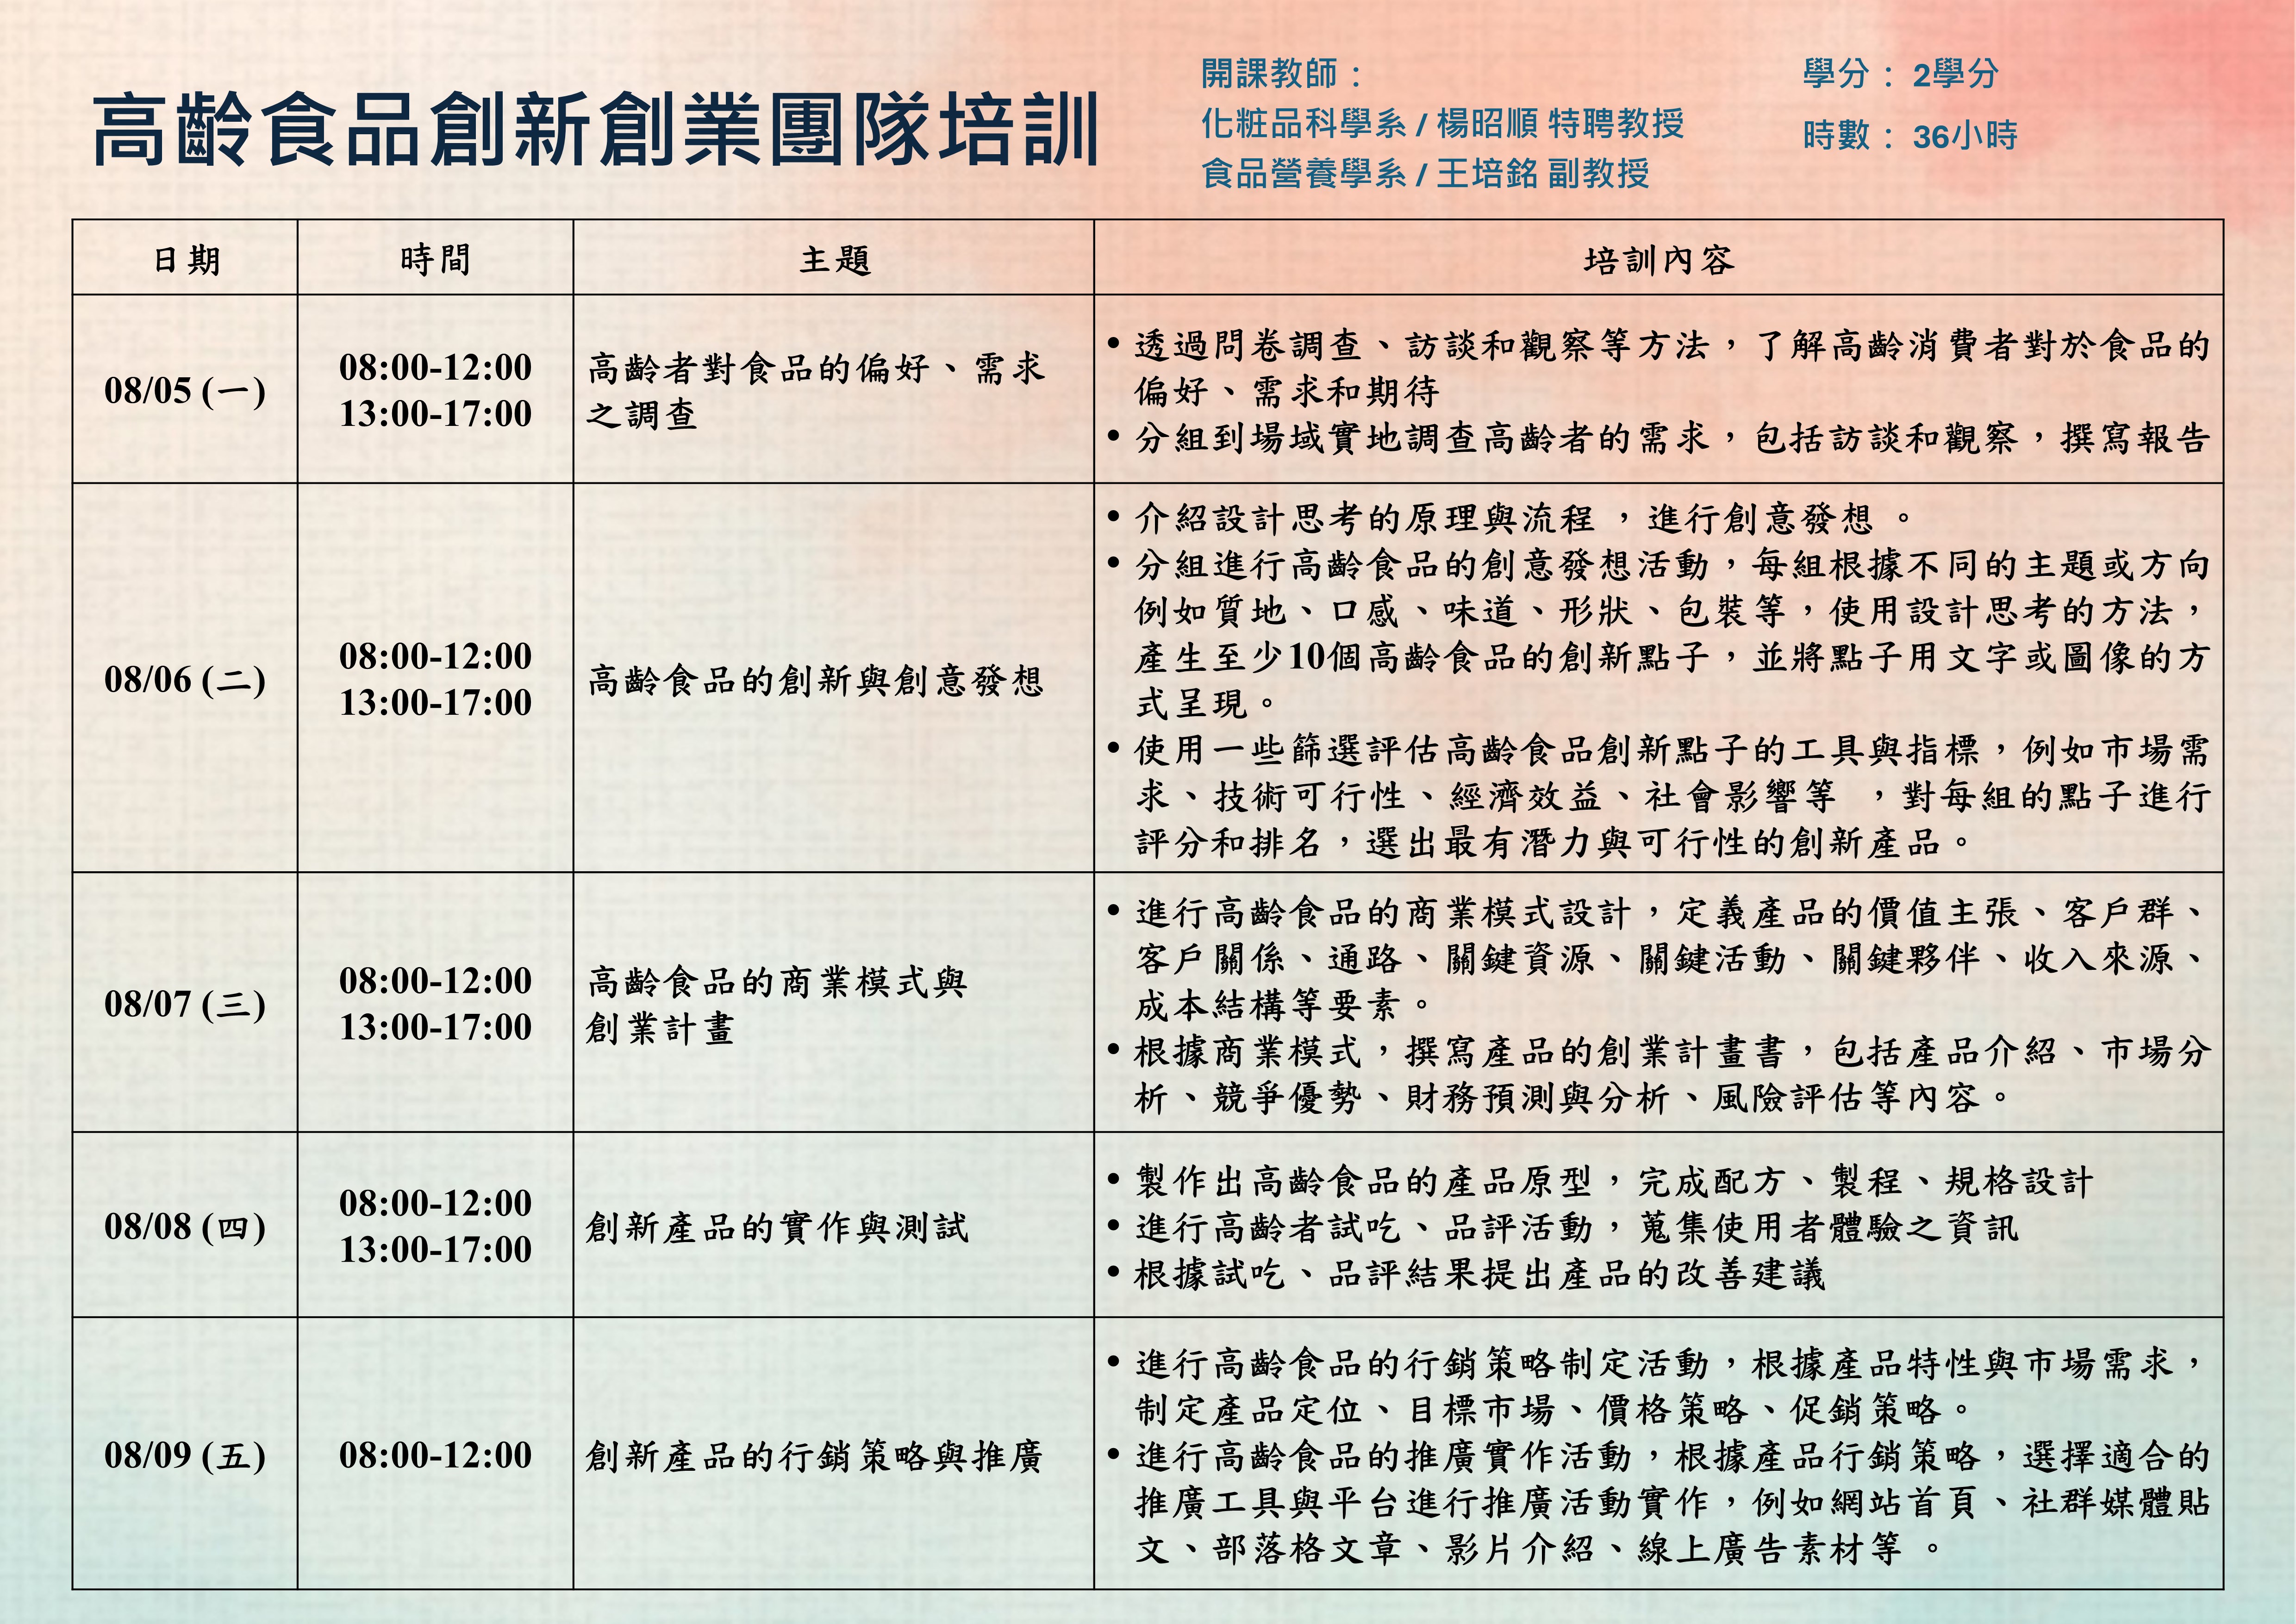 高齡食品創新創業團隊培訓
開課教師：
化粧品科學系 / 楊昭順 特聘教授
食品營養學系 / 王培銘 副教授
學分： 2學分
時數： 36小時
日期 時間 主題 培訓內容
08/05 (一)
08:00-12:00
13:00-17:00
高齡者對食品的偏好、需求
之調查
• 透過問卷調查、訪談和觀察等方法，了解高齡消費者對於食品的
偏好、需求和期待
• 分組到場域實地調查高齡者的需求，包括訪談和觀察，撰寫報告
08/06 (二)
08:00-12:00
13:00-17:00
高齡食品的創新與創意發想
• 介紹設計思考的原理與流程 ，進行創意發想 。
• 分組進行高齡食品的創意發想活動，每組根據不同的主題或方向
例如質地、口感、味道、形狀、包裝等，使用設計思考的方法，
產生至少10個高齡食品的創新點子，並將點子用文字或圖像的方
式呈現。
• 使用一些篩選評估高齡食品創新點子的工具與指標，例如市場需
求、技術可行性、經濟效益、社會影響等 ，對每組的點子進行
評分和排名，選出最有潛力與可行性的創新產品。
08/07 (三)
08:00-12:00
13:00-17:00
高齡食品的商業模式與
創業計畫
• 進行高齡食品的商業模式設計，定義產品的價值主張、客戶群、
客戶關係、通路、關鍵資源、關鍵活動、關鍵夥伴、收入來源、
成本結構等要素。
• 根據商業模式，撰寫產品的創業計畫書，包括產品介紹、市場分
析、競爭優勢、財務預測與分析、風險評估等內容。
08/08 (四)
08:00-12:00
13:00-17:00
創新產品的實作與測試
• 製作出高齡食品的產品原型，完成配方、製程、規格設計
• 進行高齡者試吃、品評活動，蒐集使用者體驗之資訊
• 根據試吃、品評結果提出產品的改善建議
08/09 (五)
08:00-12:00
創新產品的行銷策略與推廣
• 進行高齡食品的行銷策略制定活動，根據產品特性與市場需求，
制定產品定位、目標市場、價格策略、促銷策略。
• 進行高齡食品的推廣實作活動，根據產品行銷策略，選擇適合的
推廣工具與平台進行推廣活動實作，例如網站首頁、社群媒體貼
文、部落格文章、影片介紹、線上廣告素材等 。